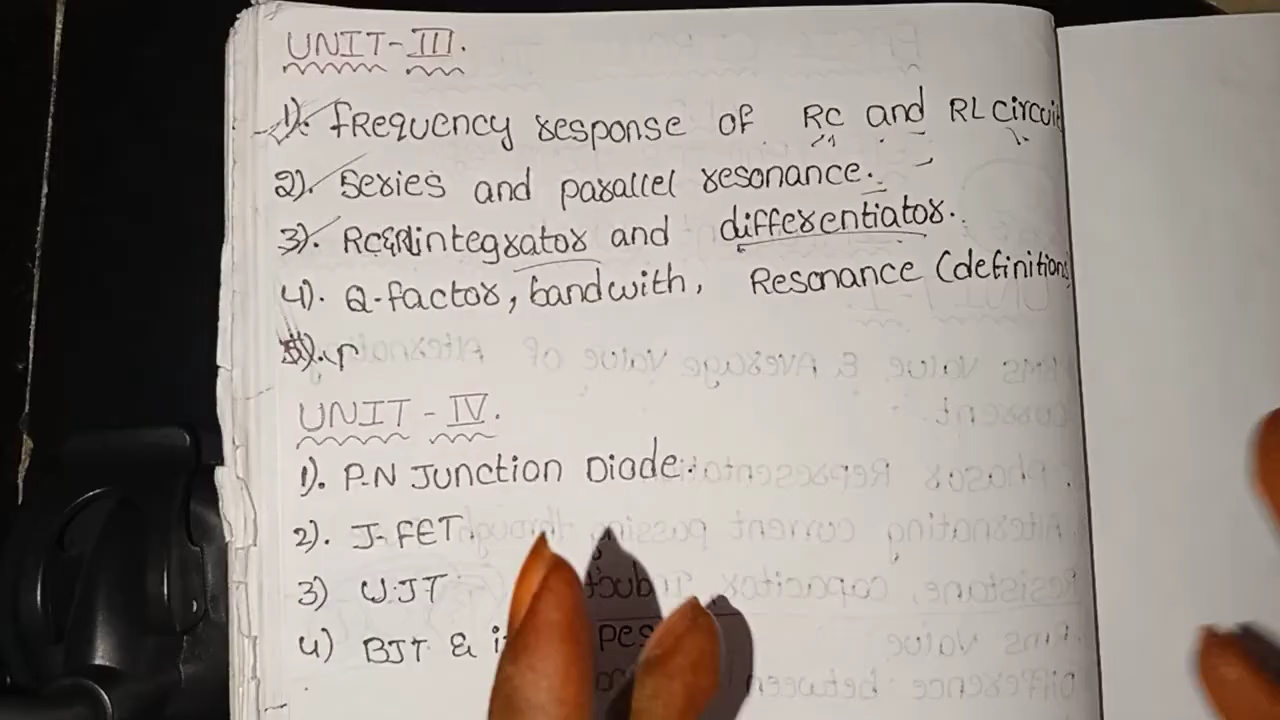 UNIT-III.
1). Frequency response of RC and RL circuit
2). Series and parallel resonance.
3). RC&RL integrator and differentiator.
4). Q-factor, bandwith, Resonance (definitions)
UNIT-IV.
1). P-N Junction Diode.
2). J-FET.
3) UJT
4) BJT & its